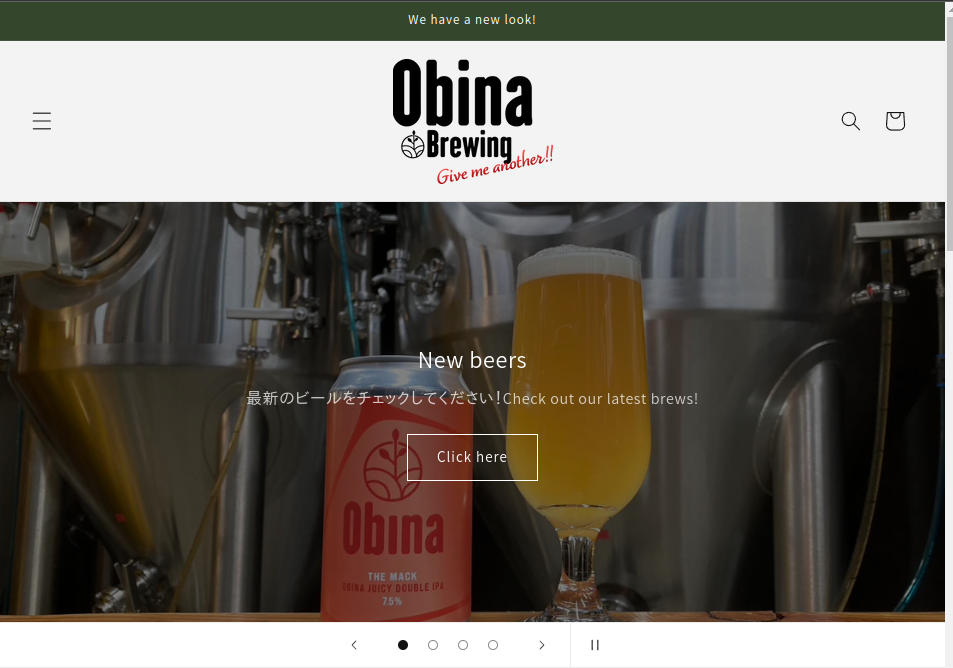 We have a new look!
Obina
Brewing
Give me another!!
New beers
最新のビールをチェックしてください！Check out our latest brews!
Click here
Obina
THE MACK
OBINA JUICY DOUBLE IPA
7.5%